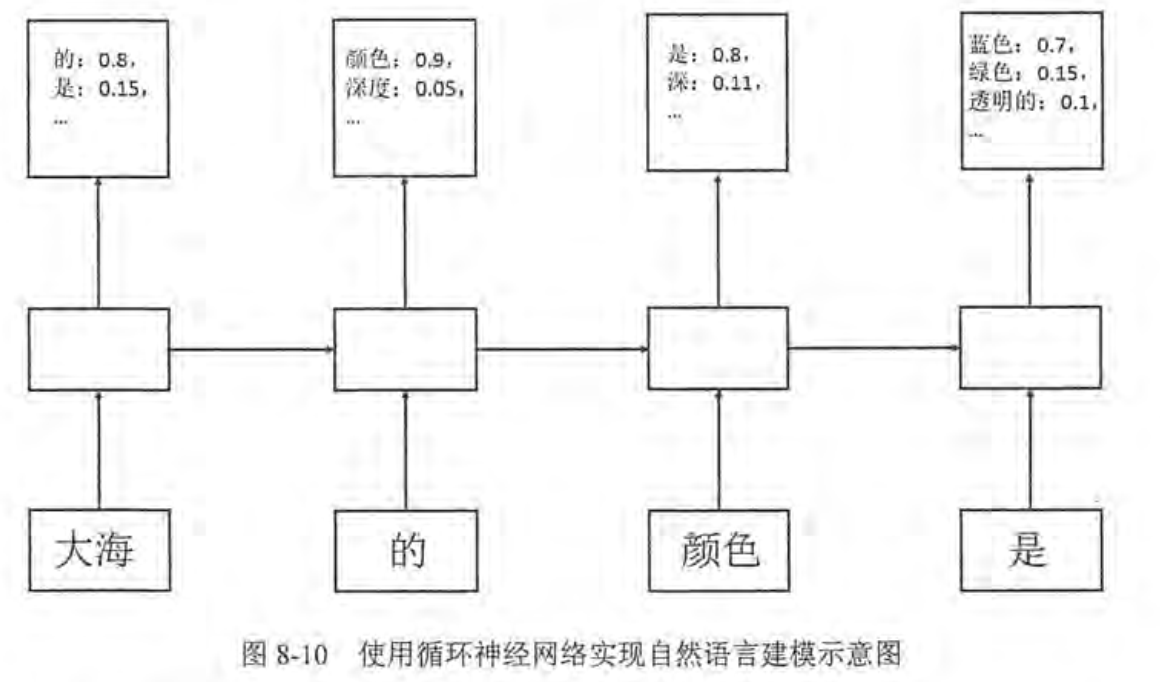 的：0.8，
是：0.15，
...
颜色：0.9，
深度：0.05，
...
是：0.8，
深：0.11，
...
蓝色：0.7，
绿色：0.15，
透明的：0.1，
...
大海
的
颜色
是
图 8-10 使用循环神经网络实现自然语言建模示意图